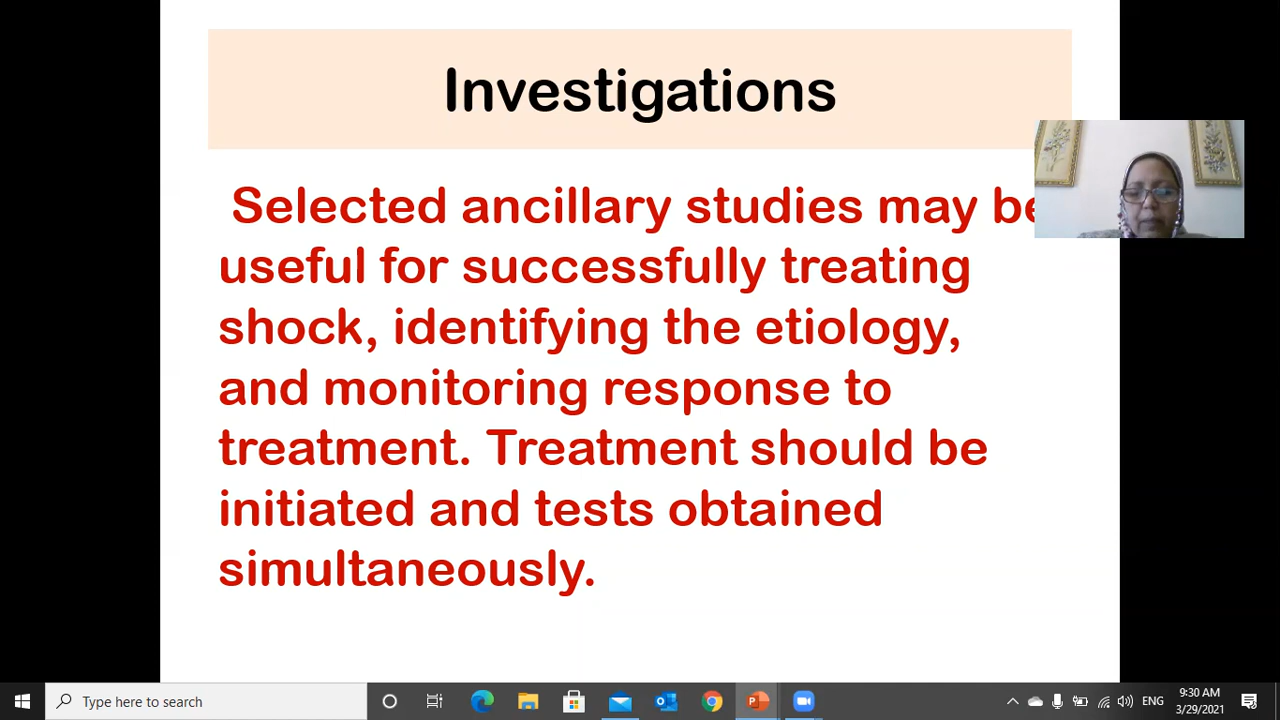 Investigations
Selected ancillary studies may be
useful for successfully treating
shock, identifying the etiology,
and monitoring response to
treatment. Treatment should be
initiated and tests obtained
simultaneously.
Type here to search
ENG
9:30 AM
3/29/2021